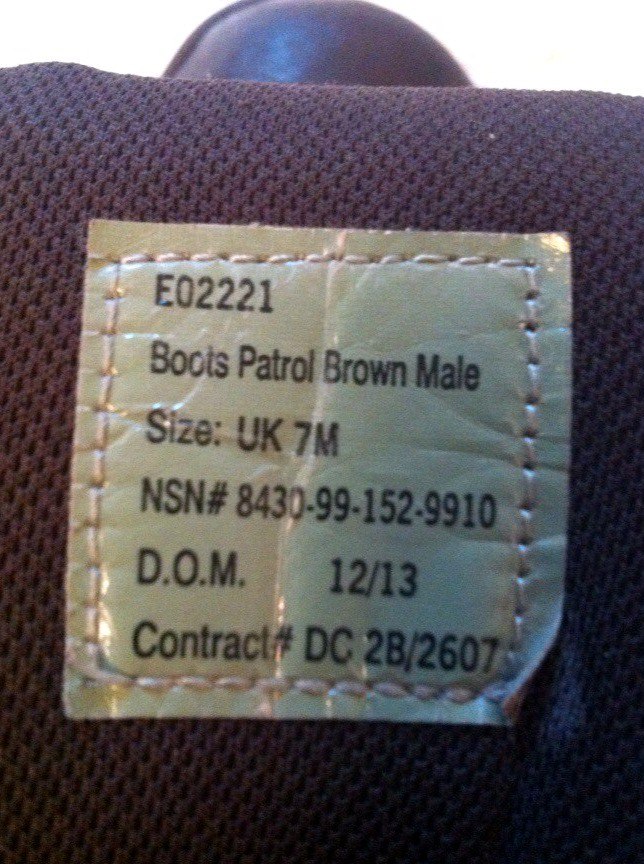 E02221
Boots Patrol Brown Male
Size: UK 7M
NSN# 8430-99-152-9910
D.O.M. 12/13
Contract# DC 2B/2607